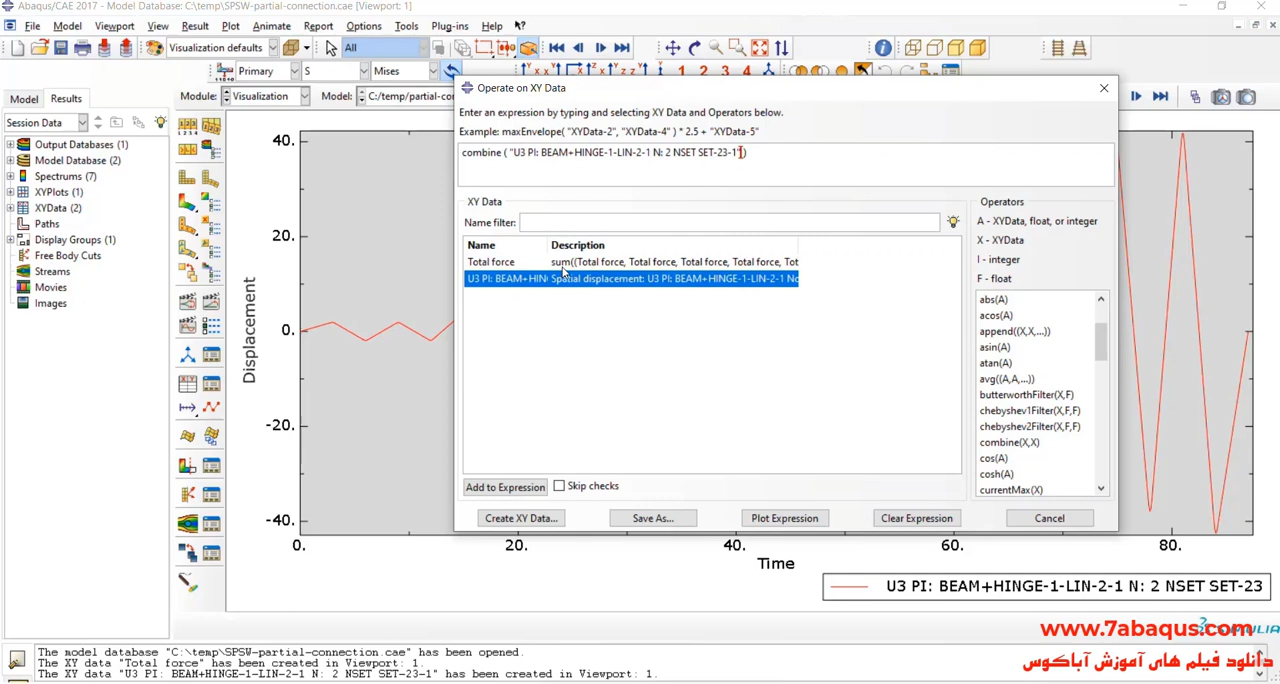 Abaqus/CAE 2017 - Model Database: C:\temp\SPSW-partial-connection.cae [Viewport: 1]
File Model Viewport View Result Plot Animate Report Options Tools Plug-ins Help
Visualization defaults All
Primary S Mises
Model Results Module: Visualization Model: C:/temp/partial-co
Session Data
Output Databases (1)
Model Database (2)
Spectrums (7)
XYPlots (1)
XYData (2)
Paths
Display Groups (1)
Free Body Cuts
Streams
Movies
Images
Operate on XY Data
Enter an expression by typing and selecting XY Data and Operators below.
Example: maxEnvelope( "XYData-2", "XYData-4" ) * 2.5 + "XYData-5"
combine ( "U3 PI: BEAM+HINGE-1-LIN-2-1 N: 2 NSET SET-23-1" )
XY Data
Name filter:
Name Description
Total force sum((Total force, Total force, Total force, Total force, Tot
U3 PI: BEAM+HIN Spatial displacement: U3 PI: BEAM+HINGE-1-LIN-2-1 No
Add to Expression Skip checks
Operators
A - XYData, float, or integer
X - XYData
I - integer
F - float
abs(A)
acos(A)
append((X,X,...))
asin(A)
atan(A)
avg((A,A,...))
butterworthFilter(X,F)
chebyshev1Filter(X,F,F)
chebyshev2Filter(X,F,F)
combine(X,X)
cos(A)
cosh(A)
currentMax(X)
Create XY Data... Save As... Plot Expression Clear Expression Cancel
40.
20.
0.
-20.
-40.
Displacement
0. 20. 40. 60. 80.
Time
U3 PI: BEAM+HINGE-1-LIN-2-1 N: 2 NSET SET-23
SIMULIA
www.7abaqus.com
دانلود فیلم های آموزش آباکوس
The model database "C:\temp\SPSW-partial-connection.cae" has been opened.
The XY data "Total force" has been created in Viewport: 1.
The XY data "U3 PI: BEAM+HINGE-1-LIN-2-1 N: 2 NSET SET-23-1" has been created in Viewport: 1.